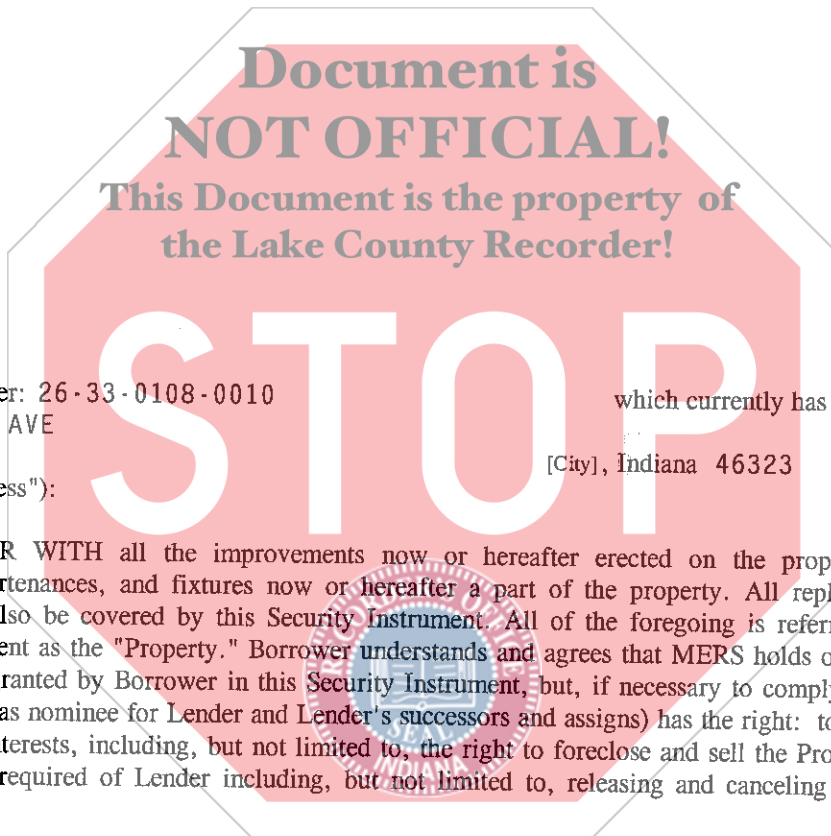 Document is
NOT OFFICIAL!
This Document is the property of
the Lake County Recorder!
STOP
er: 26-33-0108-0010 which currently has
AVE
[City], Indiana 46323
ess"):
R WITH all the improvements now or hereafter erected on the prop
rtenances, and fixtures now or hereafter a part of the property. All repl
lso be covered by this Security Instrument. All of the foregoing is referr
ent as the "Property." Borrower understands and agrees that MERS holds o
ranted by Borrower in this Security Instrument, but, if necessary to comply
as nominee for Lender and Lender's successors and assigns) has the right: to
terests, including, but not limited to, the right to foreclose and sell the Pro
required of Lender including, but not limited to, releasing and canceling
SEAL
INDIANA